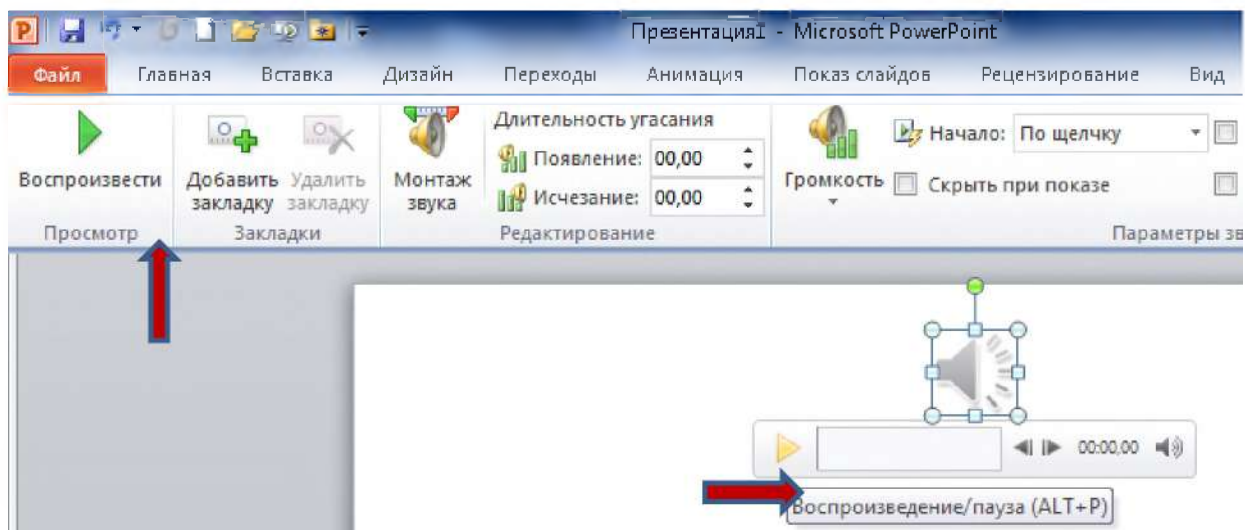 Презентация1 - Microsoft PowerPoint
Файл Главная Вставка Дизайн Переходы Анимация Показ слайдов Рецензирование Вид
Воспроизвести
Добавить закладку
Удалить закладку
Монтаж звука
Длительность угасания
Появление: 00,00
Исчезание: 00,00
Громкость
Начало: По щелчку
Скрыть при показе
Просмотр Закладки Редактирование Параметры зв
00:00,00
Воспроизведение/пауза (ALT+P)